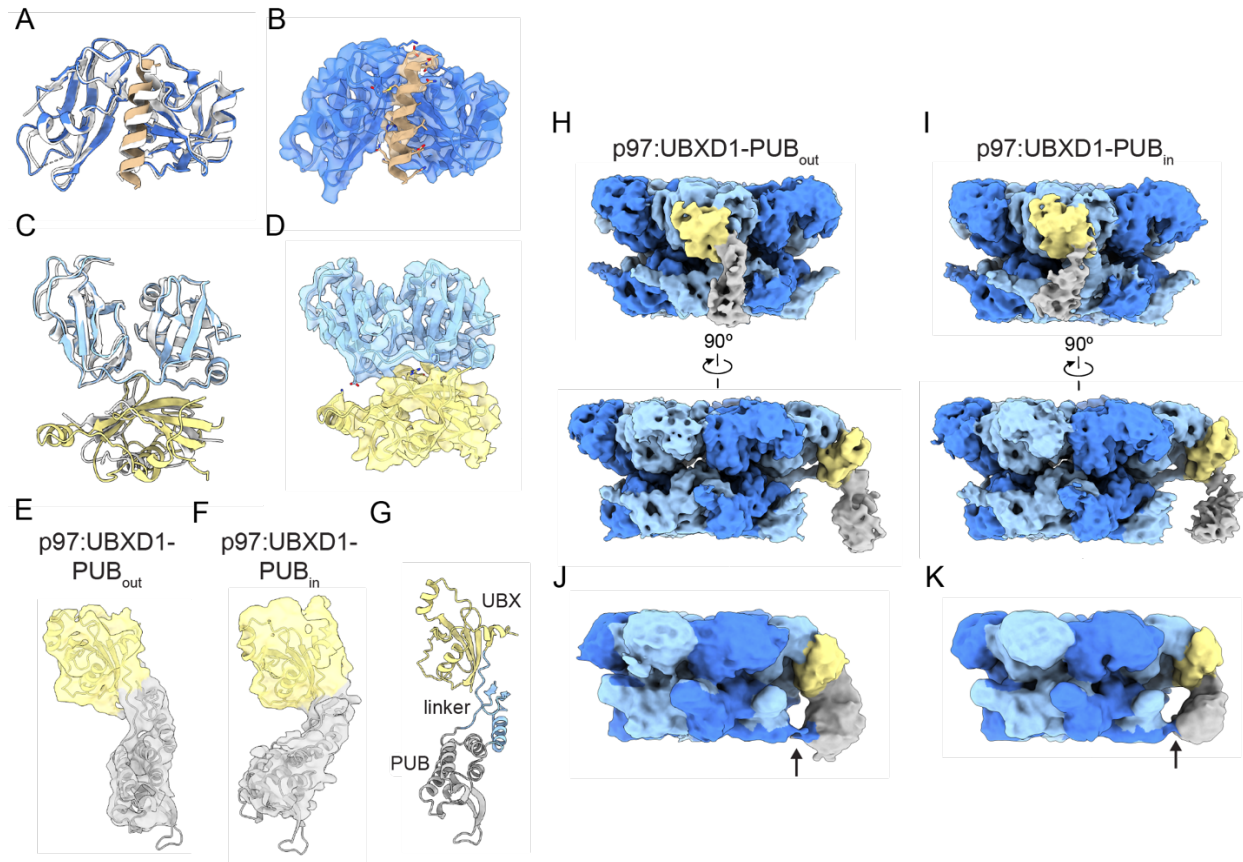 A
B
C
D
E
p97:UBXD1-
PUBout
F
p97:UBXD1-
PUBin
G
UBX
linker
PUB
H
p97:UBXD1-PUBout
90º
I
p97:UBXD1-PUBin
90º
J
K